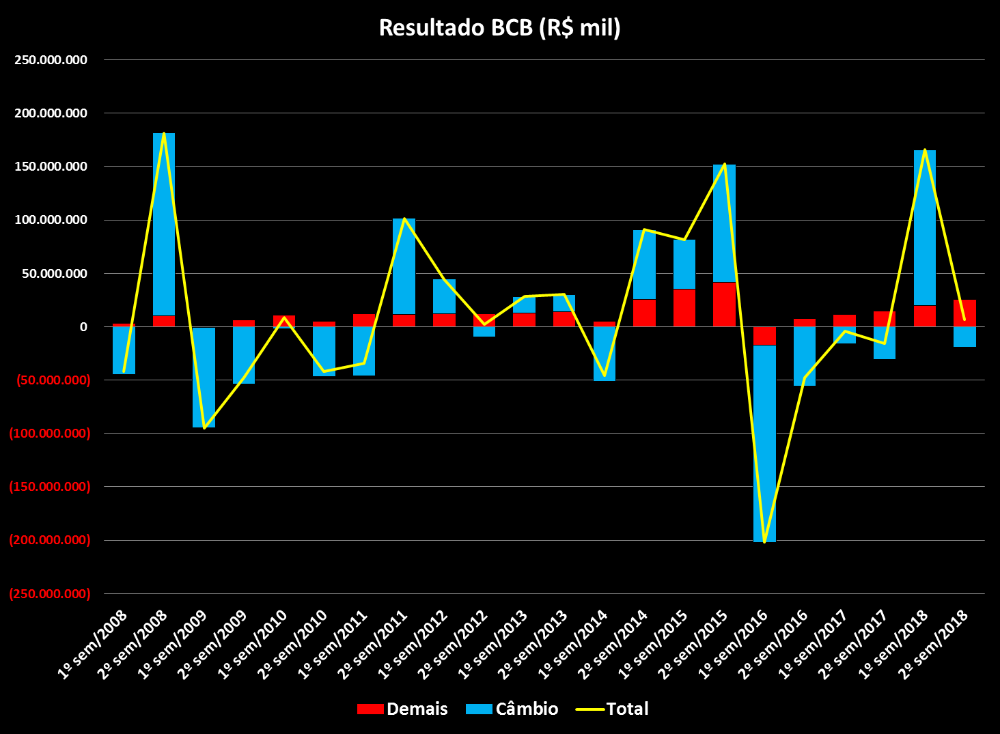 Resultado BCB (R$ mil)
250.000.000
200.000.000
150.000.000
100.000.000
50.000.000
0
(50.000.000)
(100.000.000)
(150.000.000)
(200.000.000)
(250.000.000)
1º sem/2008
2º sem/2008
1º sem/2009
2º sem/2009
1º sem/2010
2º sem/2010
1º sem/2011
2º sem/2011
1º sem/2012
2º sem/2012
1º sem/2013
2º sem/2013
1º sem/2014
2º sem/2014
1º sem/2015
2º sem/2015
1º sem/2016
2º sem/2016
1º sem/2017
2º sem/2017
1º sem/2018
2º sem/2018
Demais Câmbio Total